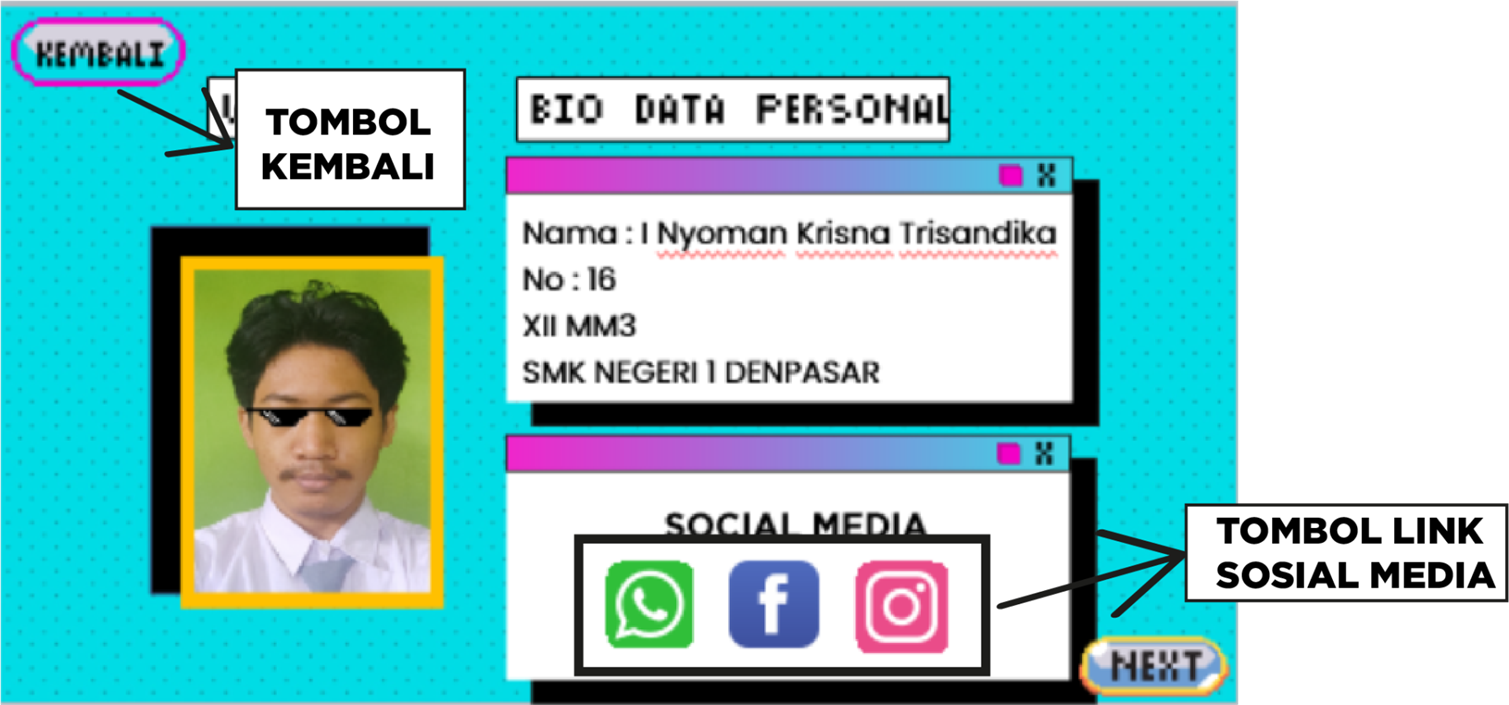 KEMBALI
TOMBOL
KEMBALI
BIO DATA PERSONAL
X
Nama : I Nyoman Krisna Trisandika
No : 16
XII MM3
SMK NEGERI 1 DENPASAR
X
SOCIAL MEDIA
TOMBOL LINK
SOSIAL MEDIA
NEXT